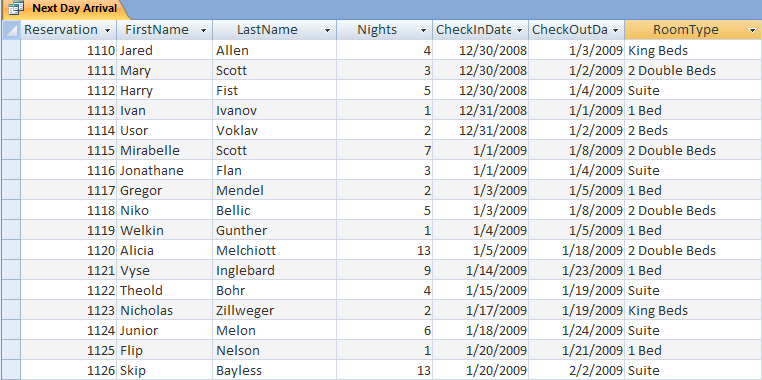 Next Day Arrival
Reservation FirstName LastName Nights CheckInDate CheckOutDa RoomType
1110 Jared Allen 4 12/30/2008 1/3/2009 King Beds
1111 Mary Scott 3 12/30/2008 1/2/2009 2 Double Beds
1112 Harry Fist 5 12/30/2008 1/4/2009 Suite
1113 Ivan Ivanov 1 12/31/2008 1/1/2009 1 Bed
1114 Usor Voklav 2 12/31/2008 1/2/2009 2 Beds
1115 Mirabelle Scott 7 1/1/2009 1/8/2009 2 Double Beds
1116 Jonathane Flan 3 1/1/2009 1/4/2009 Suite
1117 Gregor Mendel 2 1/3/2009 1/5/2009 1 Bed
1118 Niko Bellic 5 1/3/2009 1/8/2009 2 Double Beds
1119 Welkin Gunther 1 1/4/2009 1/5/2009 1 Bed
1120 Alicia Melchiott 13 1/5/2009 1/18/2009 2 Double Beds
1121 Vyse Inglebard 9 1/14/2009 1/23/2009 1 Bed
1122 Theold Bohr 4 1/15/2009 1/19/2009 Suite
1123 Nicholas Zillweger 2 1/17/2009 1/19/2009 King Beds
1124 Junior Melon 6 1/18/2009 1/24/2009 Suite
1125 Flip Nelson 1 1/20/2009 1/21/2009 1 Bed
1126 Skip Bayless 13 1/20/2009 2/2/2009 Suite